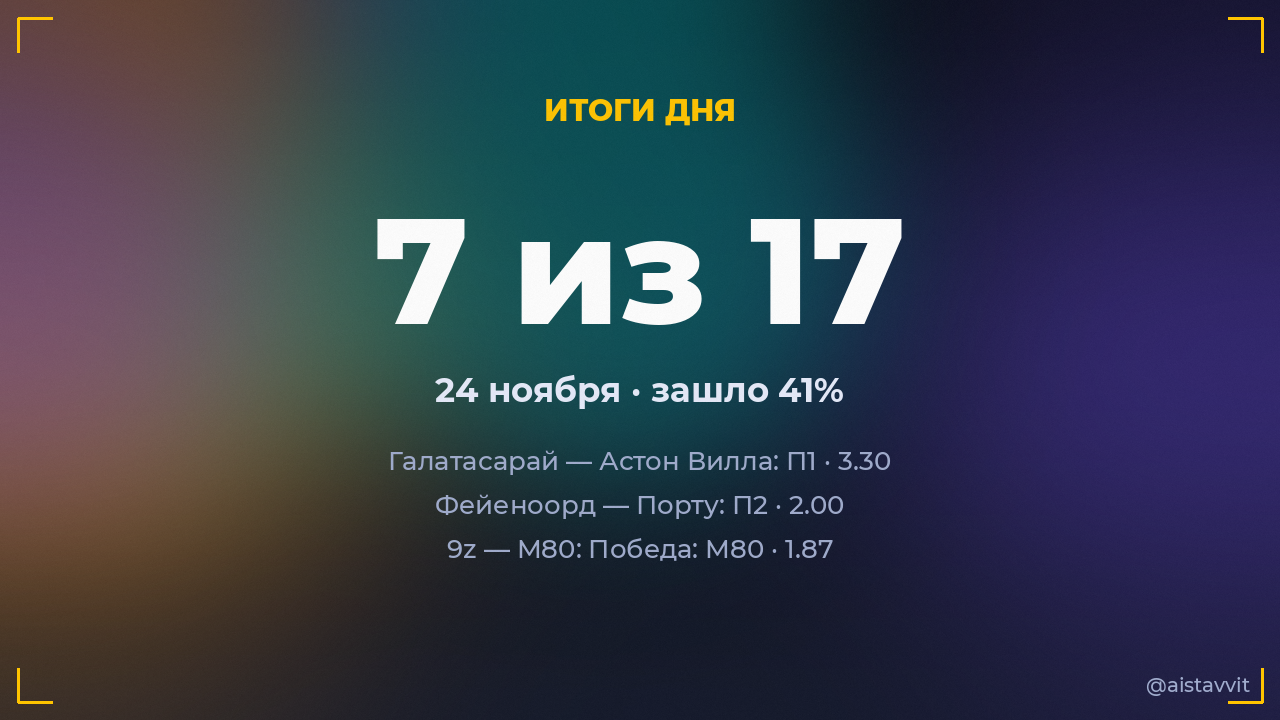 ИТОГИ ДНЯ
7 из 17
24 ноября · зашло 41%
Галатасарай — Астон Вилла: П1 · 3.30
Фейеноорд — Порту: П2 · 2.00
9z — M80: Победа: M80 · 1.87
@aistavvit